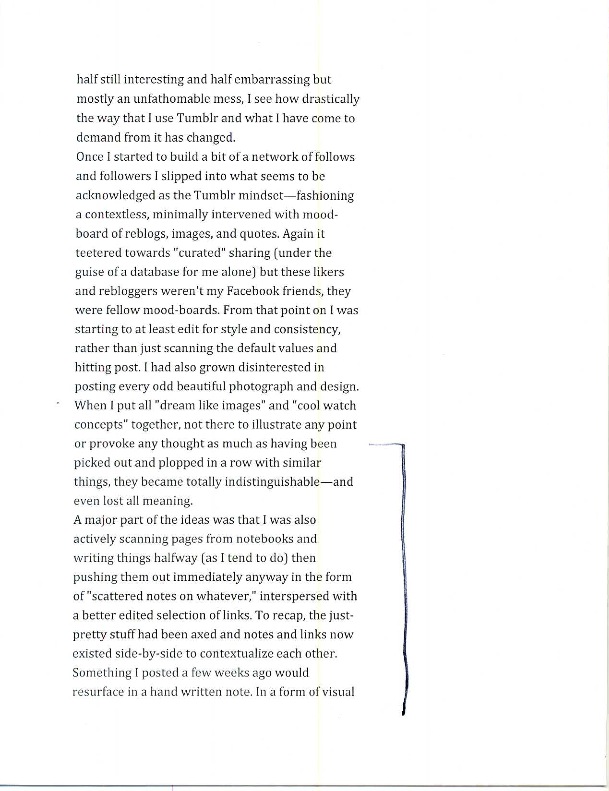 half still interesting and half embarrassing but
mostly an unfathomable mess, I see how drastically
the way that I use Tumblr and what I have come to
demand from it has changed.
Once I started to build a bit of a network of follows
and followers I slipped into what seems to be
acknowledged as the Tumblr mindset—fashioning
a contextless, minimally intervened with mood-
board of reblogs, images, and quotes. Again it
teetered towards "curated" sharing (under the
guise of a database for me alone) but these likers
and rebloggers weren't my Facebook friends, they
were fellow mood-boards. From that point on I was
starting to at least edit for style and consistency,
rather than just scanning the default values and
hitting post. I had also grown disinterested in
posting every odd beautiful photograph and design.
When I put all "dream like images" and "cool watch
concepts" together, not there to illustrate any point
or provoke any thought as much as having been
picked out and plopped in a row with similar
things, they became totally indistinguishable—and
even lost all meaning.
A major part of the ideas was that I was also
actively scanning pages from notebooks and
writing things halfway (as I tend to do) then
pushing them out immediately anyway in the form
of "scattered notes on whatever," interspersed with
a better edited selection of links. To recap, the just-
pretty stuff had been axed and notes and links now
existed side-by-side to contextualize each other.
Something I posted a few weeks ago would
resurface in a hand written note. In a form of visual